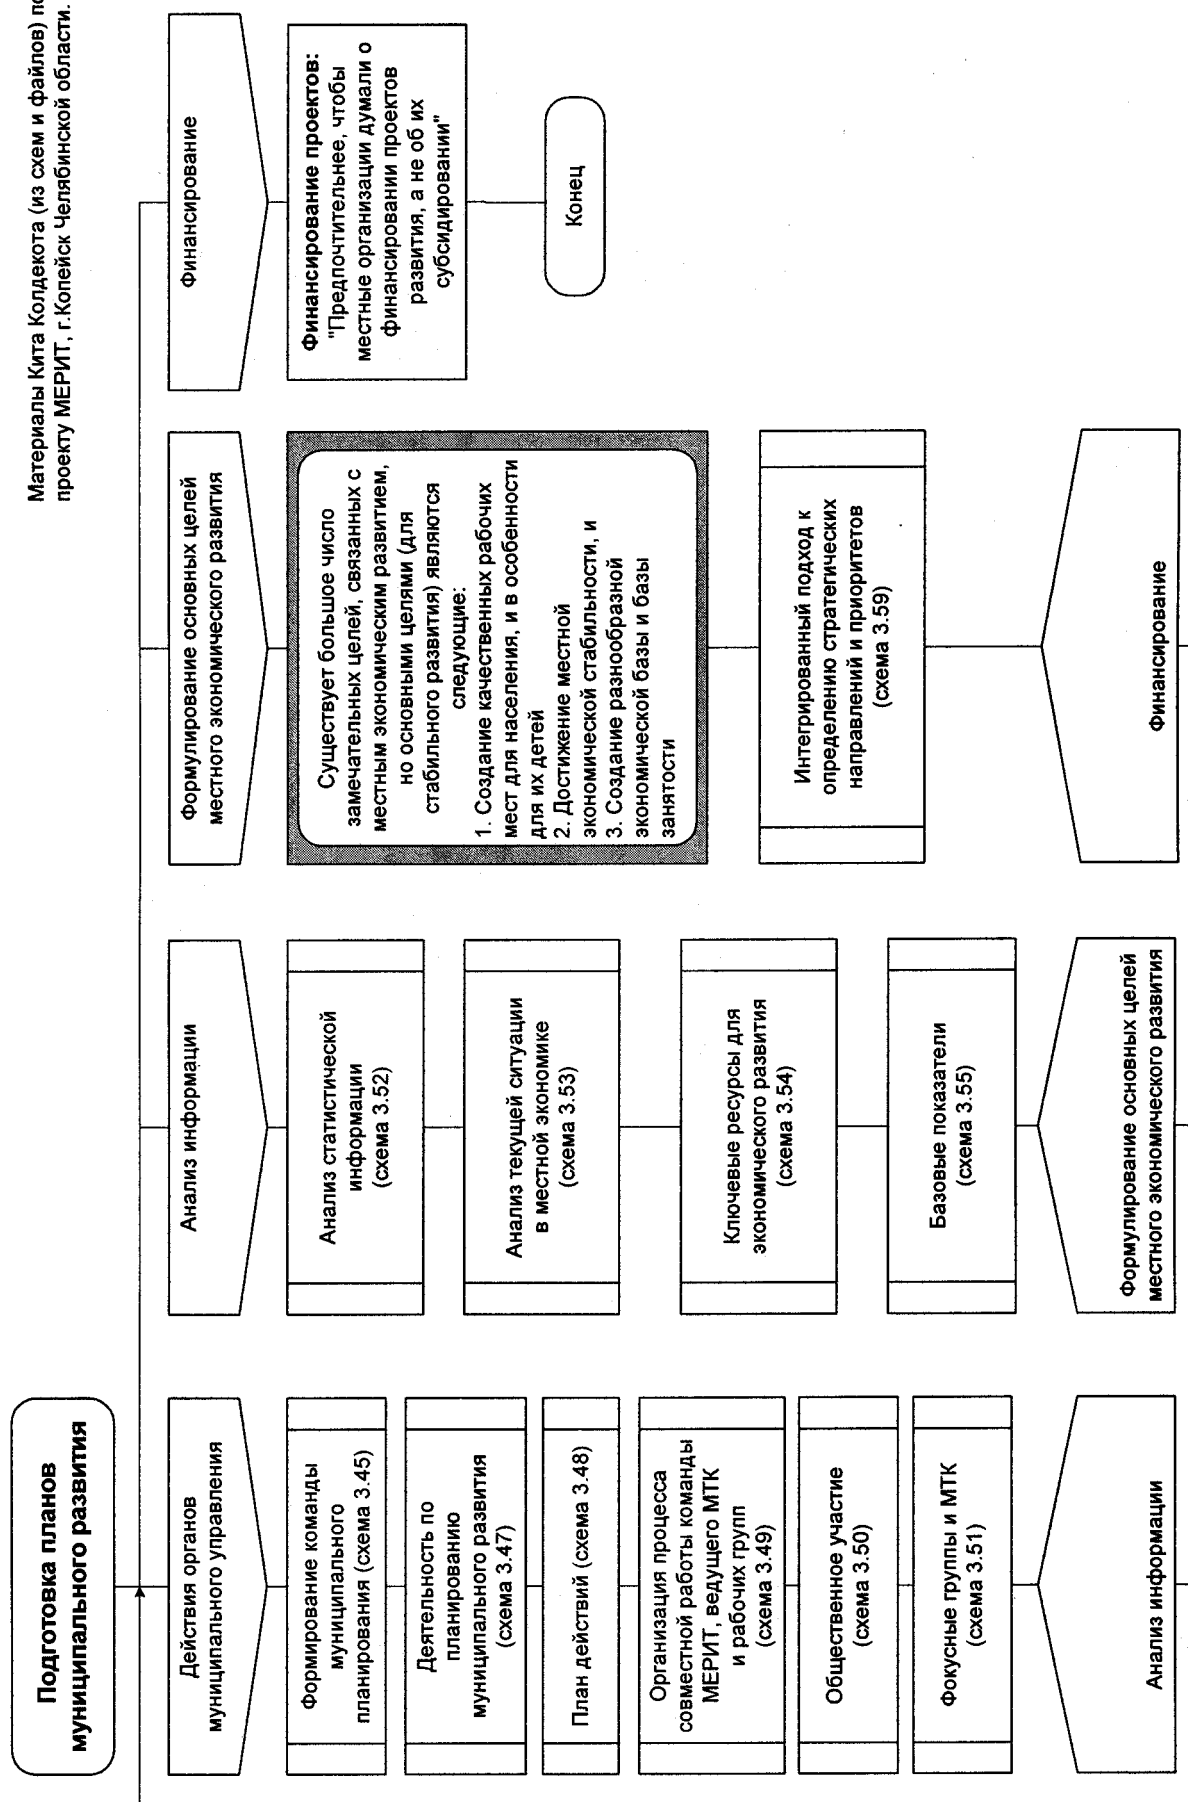 Материалы Кита Колдекота (из схем и файлов) по
проекту МЕРИТ, г.Копейск Челябинской области.
Подготовка планов
муниципального развития
Действия органов
муниципального управления
Формирование команды
муниципального
планирования (схема 3.45)
Деятельность по
планированию
муниципального развития
(схема 3.47)
План действий (схема 3.48)
Организация процесса
совместной работы команды
МЕРИТ, ведущего МТК
и рабочих групп
(схема 3.49)
Общественное участие
(схема 3.50)
Фокусные группы и МТК
(схема 3.51)
Анализ информации
Анализ информации
Анализ статистической
информации
(схема 3.52)
Анализ текущей ситуации
в местной экономике
(схема 3.53)
Ключевые ресурсы для
экономического развития
(схема 3.54)
Базовые показатели
(схема 3.55)
Формулирование основных целей
местного экономического развития
Формулирование основных целей
местного экономического развития
Существует большое число
замечательных целей, связанных с
местным экономическим развитием,
но основными целями (для
стабильного развития) являются
следующие:
1. Создание качественных рабочих
мест для населения, и в особенности
для их детей
2. Достижение местной
экономической стабильности, и
3. Создание разнообразной
экономической базы и базы
занятости
Интегрированный подход к
определению стратегических
направлений и приоритетов
(схема 3.59)
Финансирование
Финансирование
Финансирование проектов:
"Предпочтительнее, чтобы
местные организации думали о
финансировании проектов
развития, а не об их
субсидировании"
Конец